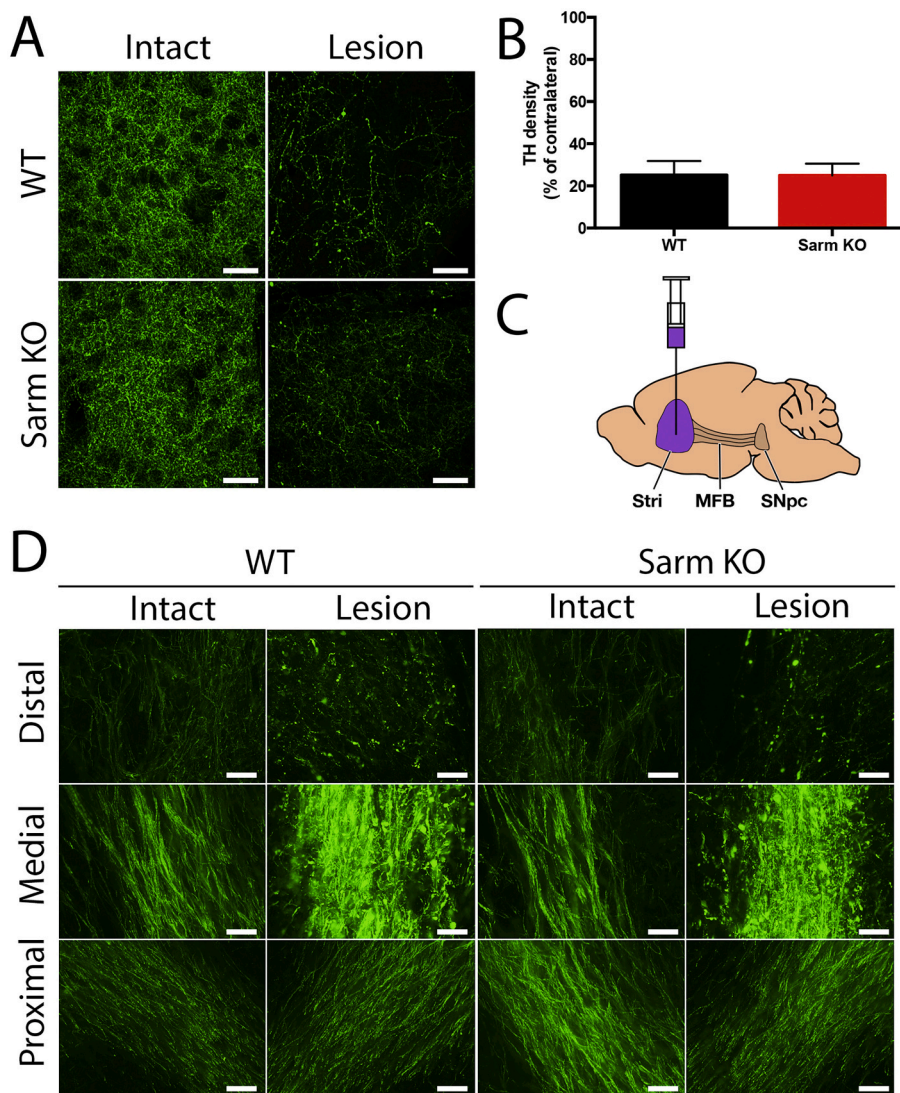 A
Intact
Lesion
WT
Sarm KO
B
TH density
(% of contralateral)
100
80
60
40
20
0
WT
Sarm KO
C
Stri
MFB
SNpc
D
WT
Sarm KO
Intact
Lesion
Intact
Lesion
Distal
Medial
Proximal